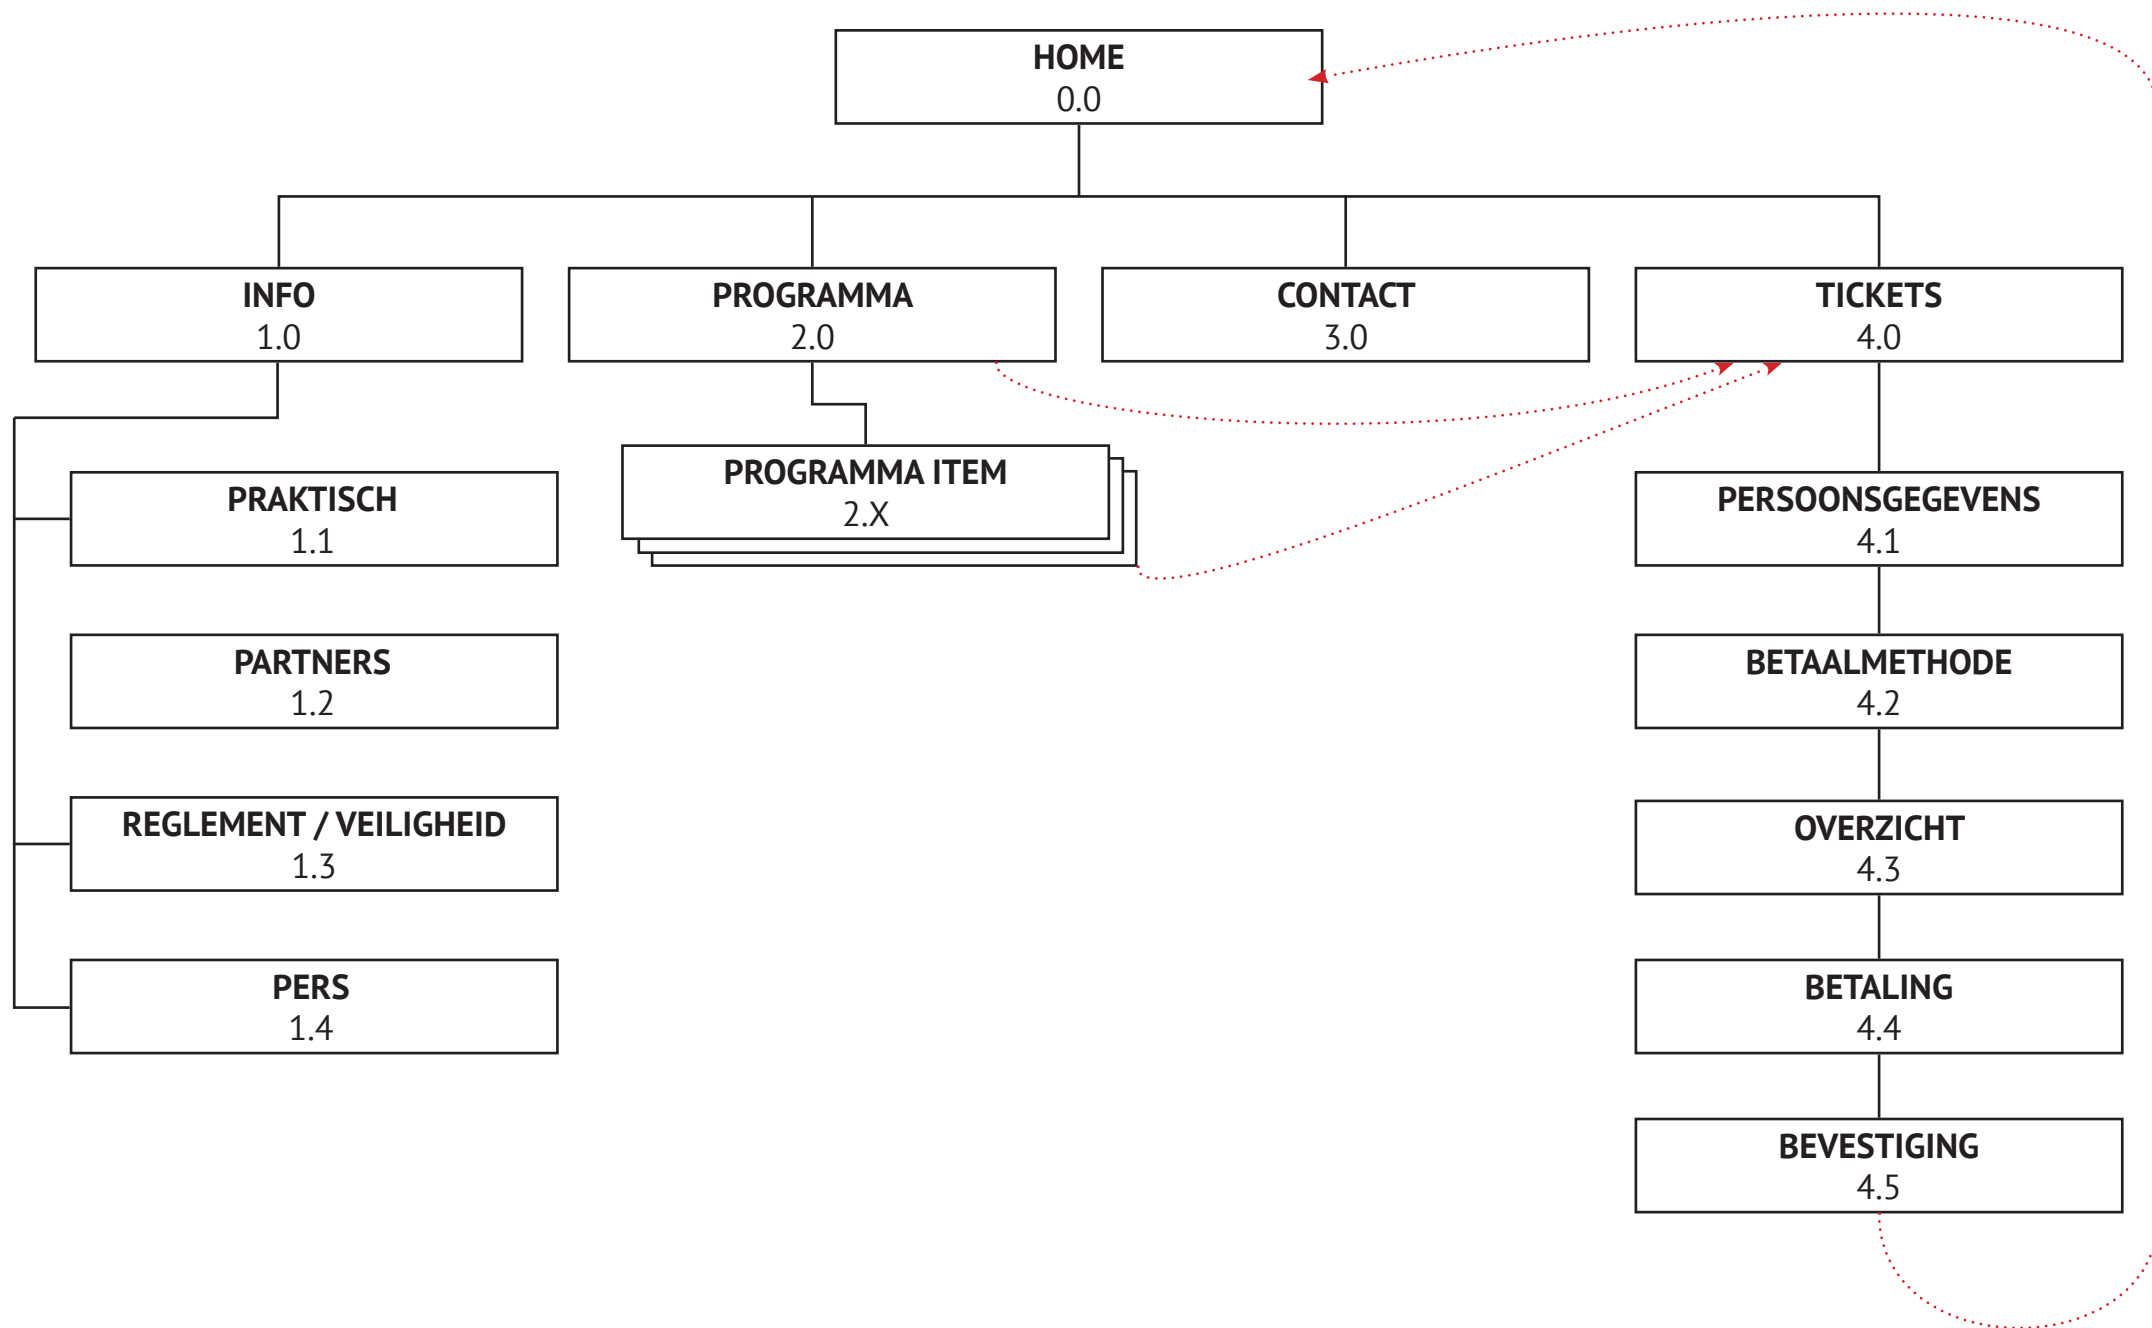 HOME
0.0
INFO
1.0
PROGRAMMA
2.0
CONTACT
3.0
TICKETS
4.0
PRAKTISCH
1.1
PARTNERS
1.2
REGLEMENT / VEILIGHEID
1.3
PERS
1.4
PROGRAMMA ITEM
2.X
PERSOONSGEGEVENS
4.1
BETAALMETHODE
4.2
OVERZICHT
4.3
BETALING
4.4
BEVESTIGING
4.5